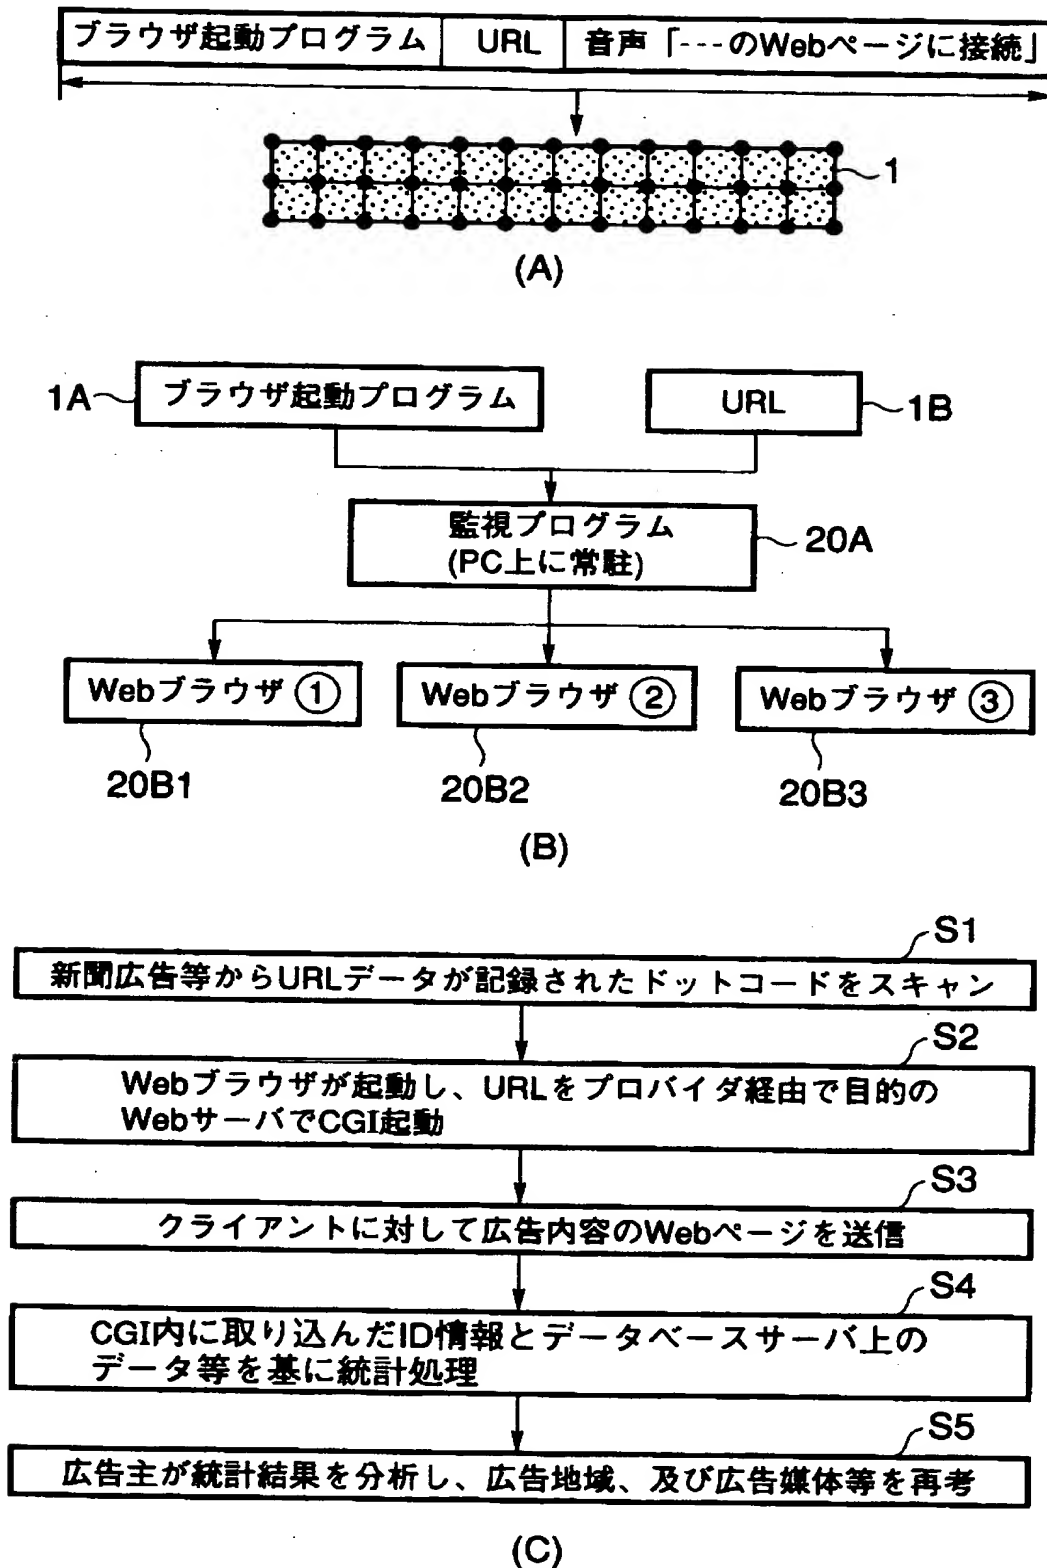 ブラウザ起動プログラム URL 音声「---のWebページに接続」
1
(A)
1A ブラウザ起動プログラム URL 1B
監視プログラム
(PC上に常駐)
20A
Webブラウザ① Webブラウザ② Webブラウザ③
20B1 20B2 20B3
(B)
S1
新聞広告等からURLデータが記録されたドットコードをスキャン
S2
Webブラウザが起動し、URLをプロバイダ経由で目的の
WebサーバでCGI起動
S3
クライアントに対して広告内容のWebページを送信
S4
CGI内に取り込んだID情報とデータベースサーバ上の
データ等を基に統計処理
S5
広告主が統計結果を分析し、広告地域、及び広告媒体等を再考
(C)